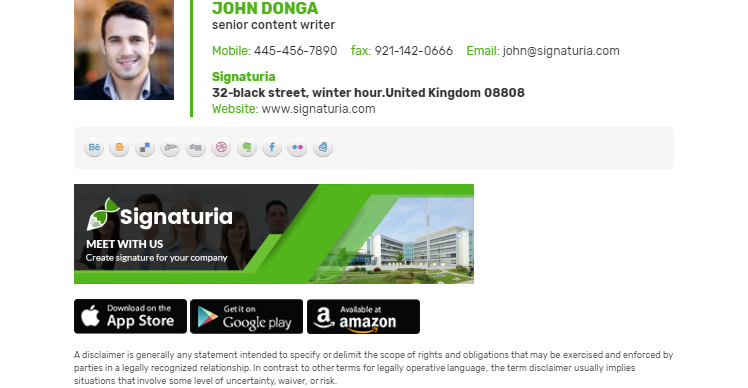 JOHN DONGA
senior content writer
Mobile: 445-456-7890 fax: 921-142-0666 Email: john@signaturia.com
Signaturia
32-black street, winter hour.United Kingdom 08808
Website: www.signaturia.com
Bē
digg
f
Signaturia
MEET WITH US
Create signature for your company
Download on the
App Store
Get it on
Google play
a
Available at
amazon
A disclaimer is generally any statement intended to specify or delimit the scope of rights and obligations that may be exercised and enforced by
parties in a legally recognized relationship. In contrast to other terms for legally operative language, the term disclaimer usually implies
situations that involve some level of uncertainty, waiver, or risk.